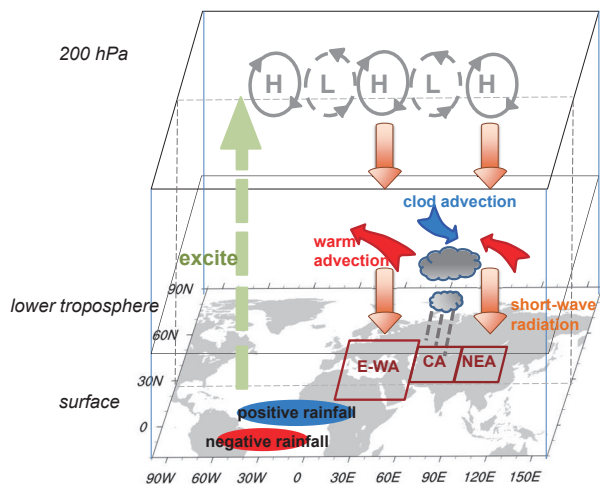 200 hPa
H L H L H
clod advection
warm
advection
excite
90N
lower troposphere
short-wave
radiation
60N
E-WA CA NEA
30N
surface
positive rainfall
0
negative rainfall
90W 60W 30W 0 30E 60E 90E 120E 150E